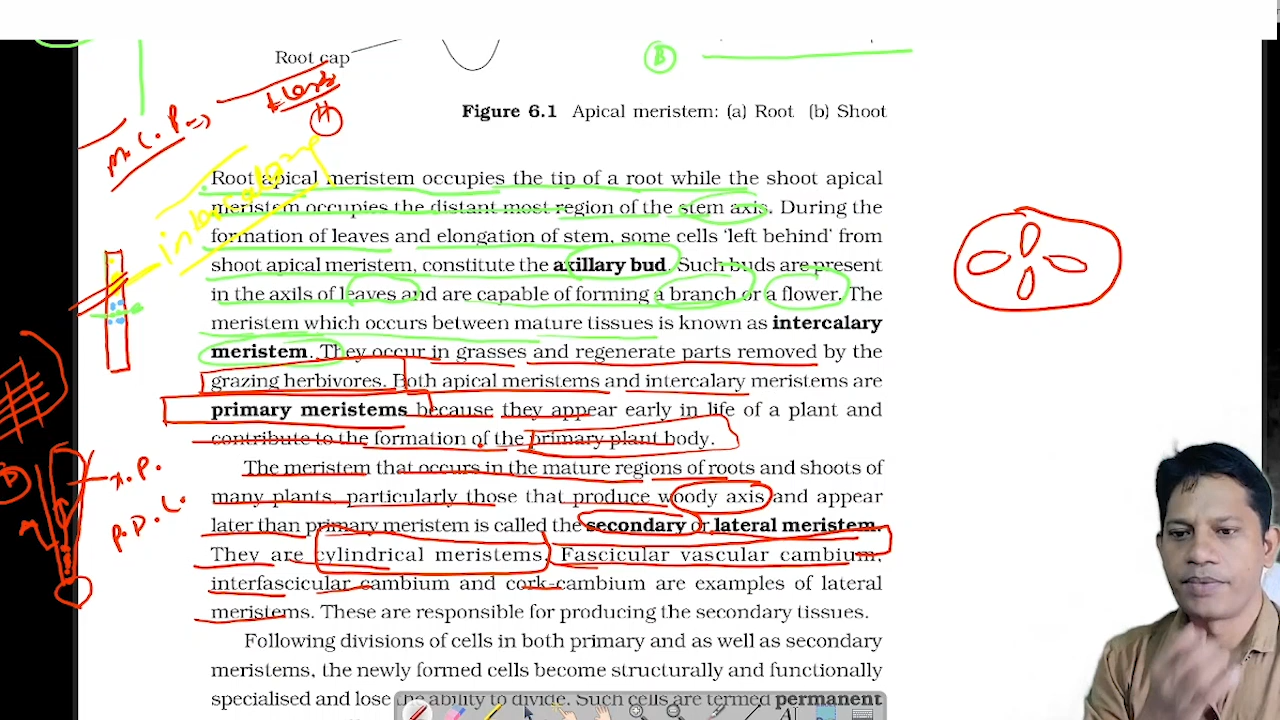 Root cap
B
Figure 6.1 Apical meristem: (a) Root (b) Shoot
Root apical meristem occupies the tip of a root while the shoot apical
meristem occupies the distant most region of the stem axis. During the
formation of leaves and elongation of stem, some cells ‘left behind’ from
shoot apical meristem, constitute the axillary bud. Such buds are present
in the axils of leaves and are capable of forming a branch or a flower. The
meristem which occurs between mature tissues is known as intercalary
meristem. They occur in grasses and regenerate parts removed by the
grazing herbivores. Both apical meristems and intercalary meristems are
primary meristems because they appear early in life of a plant and
contribute to the formation of the primary plant body.
The meristem that occurs in the mature regions of roots and shoots of
many plants, particularly those that produce woody axis and appear
later than primary meristem is called the secondary or lateral meristem.
They are cylindrical meristems. Fascicular vascular cambium,
interfascicular cambium and cork-cambium are examples of lateral
meristems. These are responsible for producing the secondary tissues.
Following divisions of cells in both primary and as well as secondary
meristems, the newly formed cells become structurally and functionally
specialised and lose the ability to divide. Such cells are termed permanent